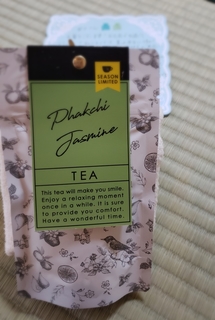 SEASON
LIMITED
Phakchi
Jasmine
TEA
This tea will make you smile.
Enjoy a relaxing moment
once in a while. It is sure
to provide you comfort.
Have a wonderful time.